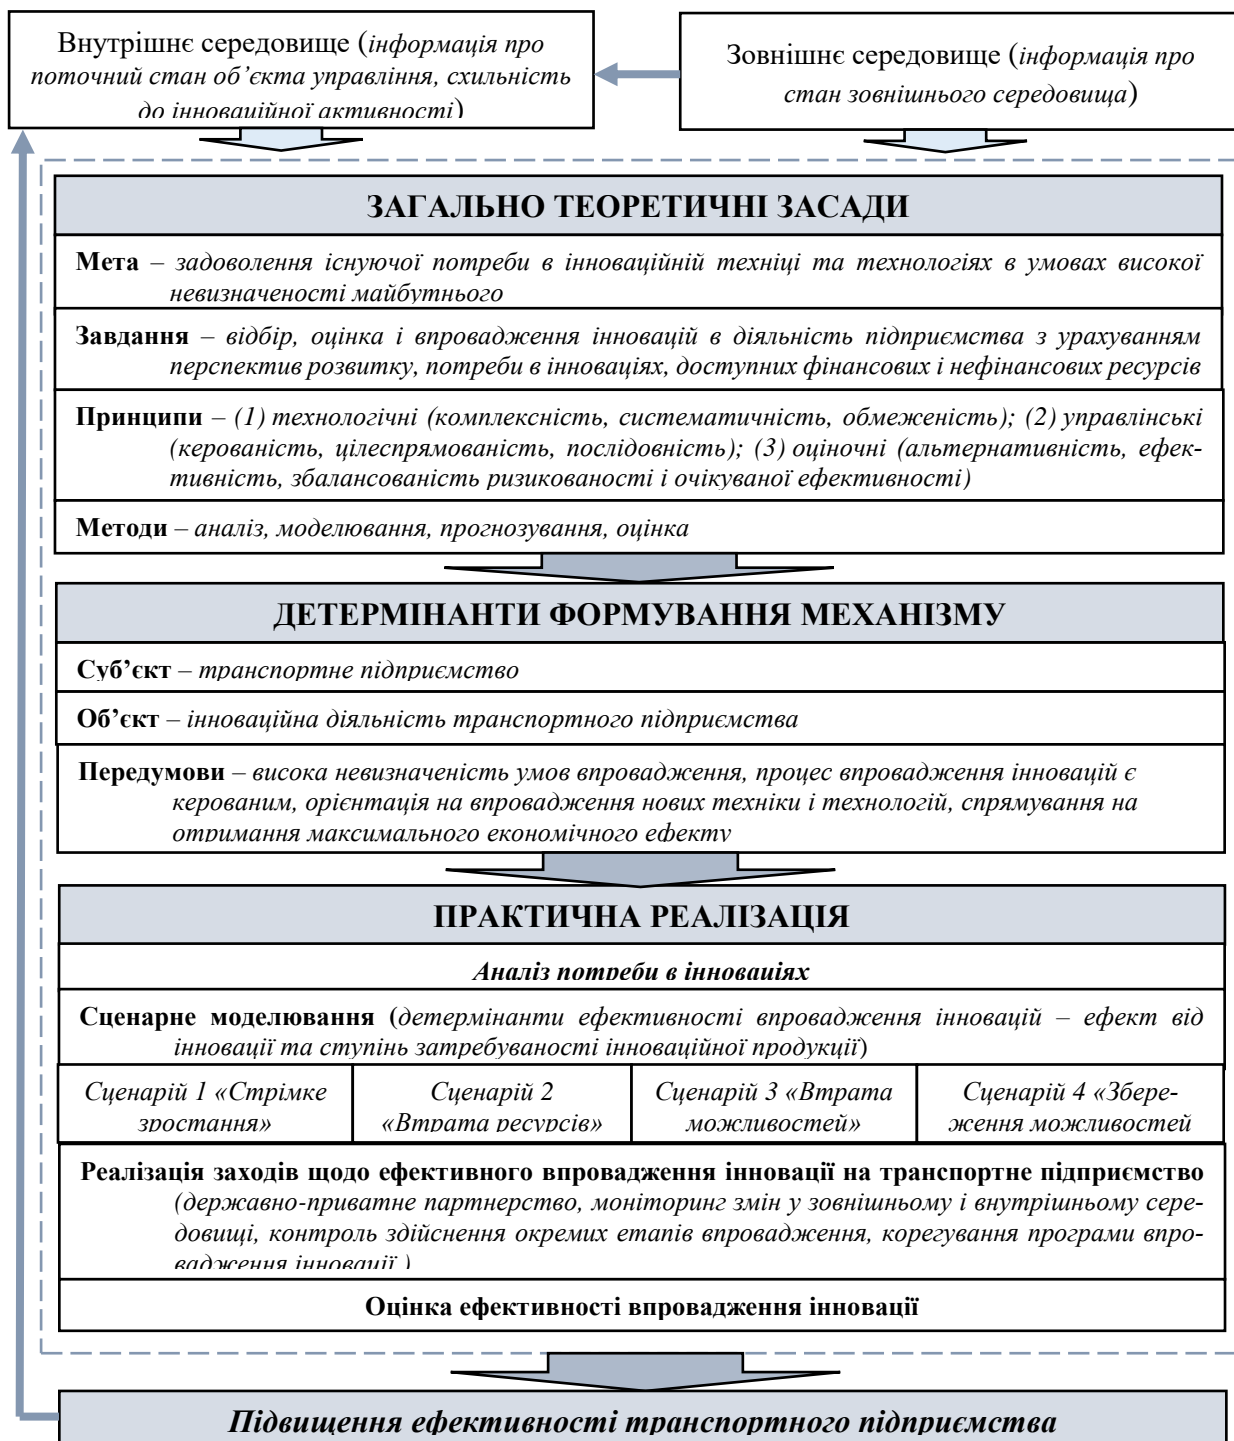 Внутрішнє середовище (інформація про
поточний стан об’єкта управління, схильність
до інноваційної активності)
Зовнішнє середовище (інформація про
стан зовнішнього середовища)
ЗАГАЛЬНО ТЕОРЕТИЧНІ ЗАСАДИ
Мета – задоволення існуючої потреби в інноваційній техніці та технологіях в умовах високої
невизначеності майбутнього
Завдання – відбір, оцінка і впровадження інновацій в діяльність підприємства з урахуванням
перспектив розвитку, потреби в інноваціях, доступних фінансових і нефінансових ресурсів
Принципи – (1) технологічні (комплексність, систематичність, обмеженість); (2) управлінські
(керованість, цілеспрямованість, послідовність); (3) оціночні (альтернативність, ефек-
тивність, збалансованість ризикованості і очікуваної ефективності)
Методи – аналіз, моделювання, прогнозування, оцінка
ДЕТЕРМІНАНТИ ФОРМУВАННЯ МЕХАНІЗМУ
Суб’єкт – транспортне підприємство
Об’єкт – інноваційна діяльність транспортного підприємства
Передумови – висока невизначеність умов впровадження, процес впровадження інновацій є
керованим, орієнтація на впровадження нових техніки і технологій, спрямування на
отримання максимального економічного ефекту
ПРАКТИЧНА РЕАЛІЗАЦІЯ
Аналіз потреби в інноваціях
Сценарне моделювання (детермінанти ефективності впровадження інновацій – ефект від
інновації та ступінь затребуваності інноваційної продукції)
Сценарій 1 «Стрімке
зростання»
Сценарій 2
«Втрата ресурсів»
Сценарій 3 «Втрата
можливостей»
Сценарій 4 «Збере-
ження можливостей
Реалізація заходів щодо ефективного впровадження інновації на транспортне підприємство
(державно-приватне партнерство, моніторинг змін у зовнішньому і внутрішньому сере-
довищі, контроль здійснення окремих етапів впровадження, корегування програми впро-
вадження інновації )
Оцінка ефективності впровадження інновації
Підвищення ефективності транспортного підприємства